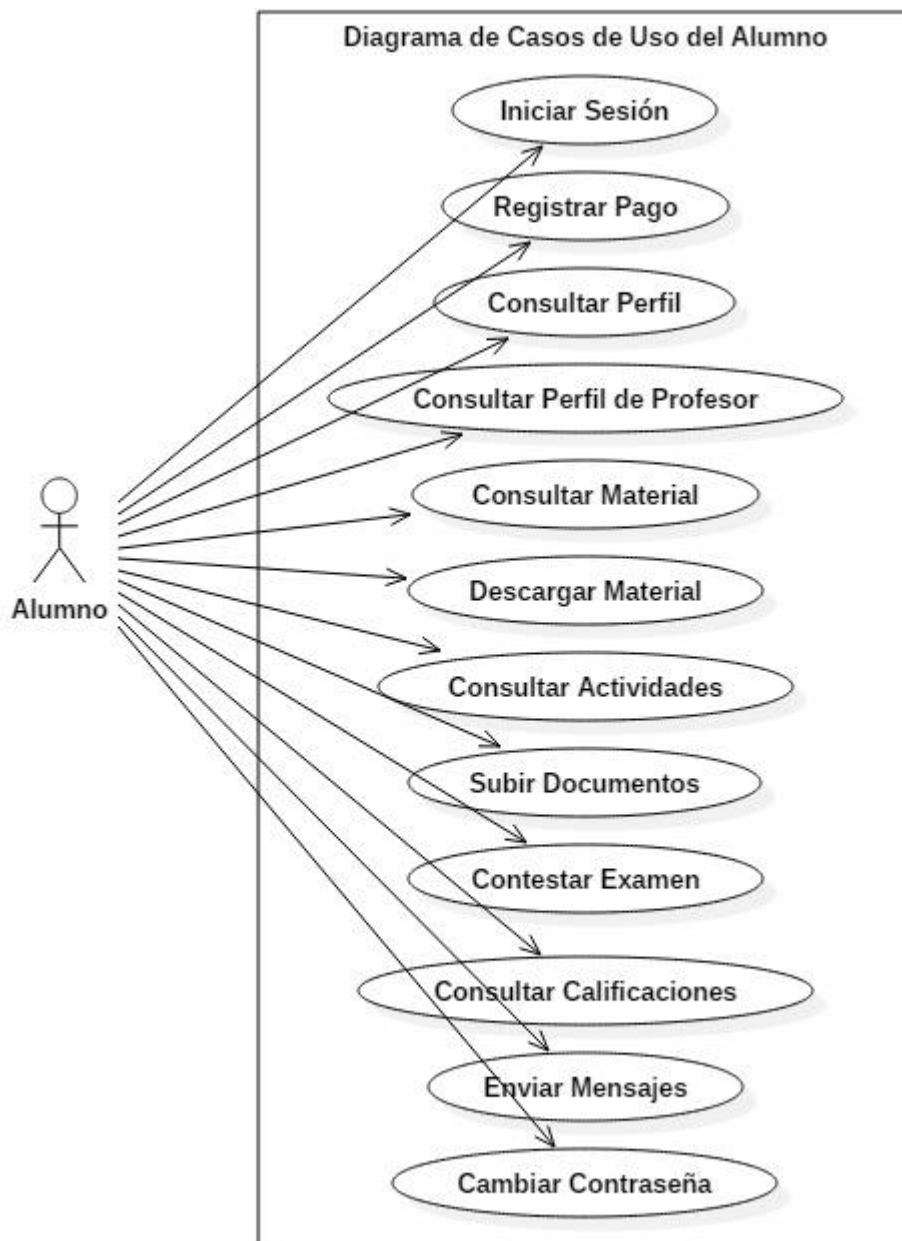 Diagrama de Casos de Uso del Alumno
Iniciar Sesión
Registrar Pago
Consultar Perfil
Consultar Perfil de Profesor
Consultar Material
Descargar Material
Alumno
Consultar Actividades
Subir Documentos
Contestar Examen
Consultar Calificaciones
Enviar Mensajes
Cambiar Contraseña